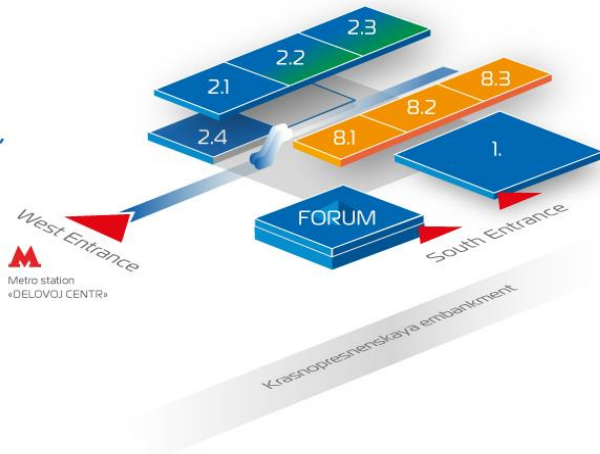 2.3
2.2
2.1
8.3
8.2
8.1
2.4
1.
FORUM
West Entrance
South Entrance
M
Metro station
«DELOVOJ CENTR»
Krasnopresnenskaya embankment